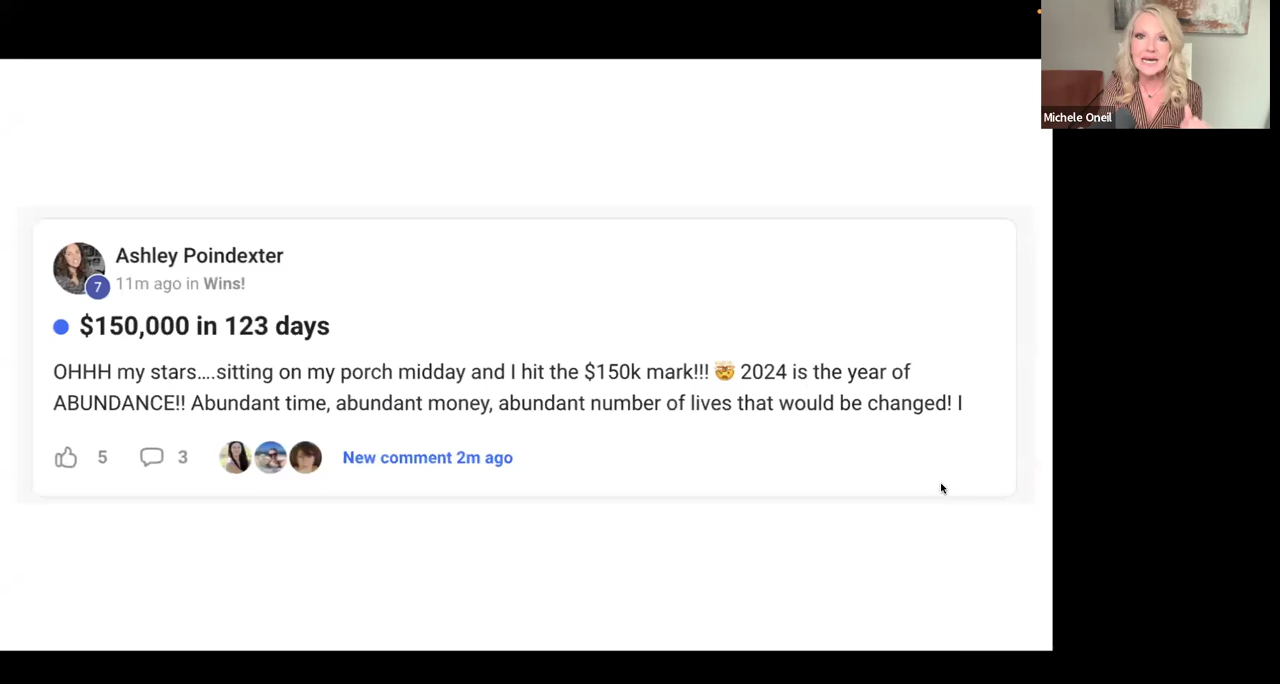 Michele Oneil
Ashley Poindexter
7
11m ago in Wins!
$150,000 in 123 days
OHHH my stars....sitting on my porch midday and I hit the $150k mark!!! 🤯 2024 is the year of
ABUNDANCE!! Abundant time, abundant money, abundant number of lives that would be changed! I
5 3 New comment 2m ago